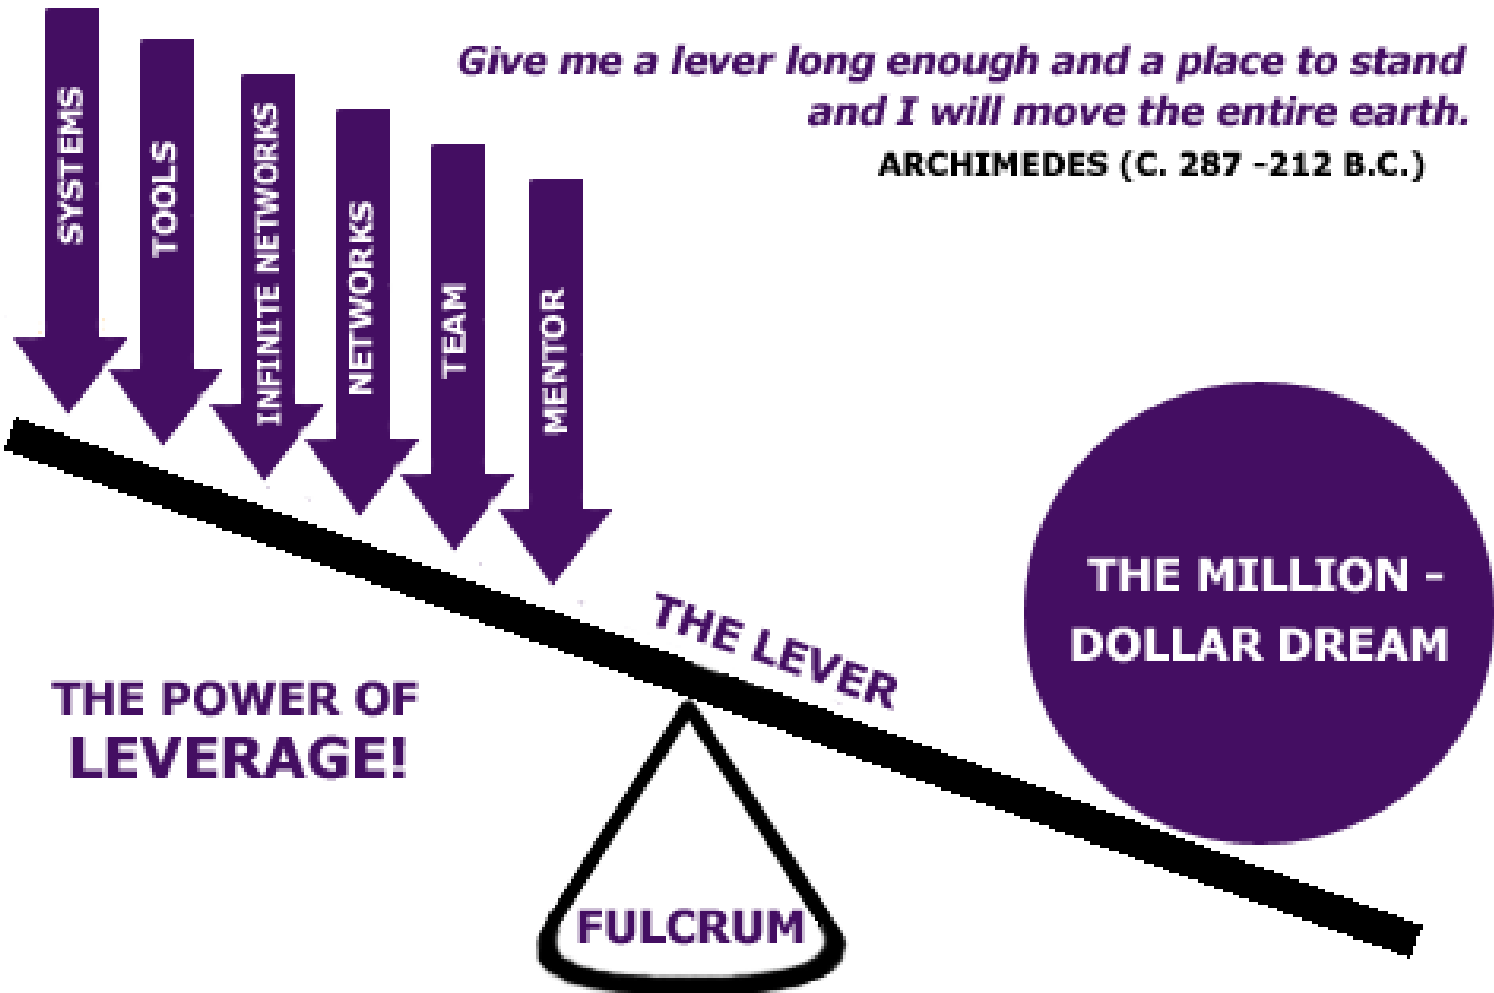 Give me a lever long enough and a place to stand
and I will move the entire earth.
ARCHIMEDES (C. 287 -212 B.C.)
SYSTEMS
TOOLS
INFINITE NETWORKS
NETWORKS
TEAM
MENTOR
THE LEVER
THE MILLION -
DOLLAR DREAM
THE POWER OF
LEVERAGE!
FULCRUM